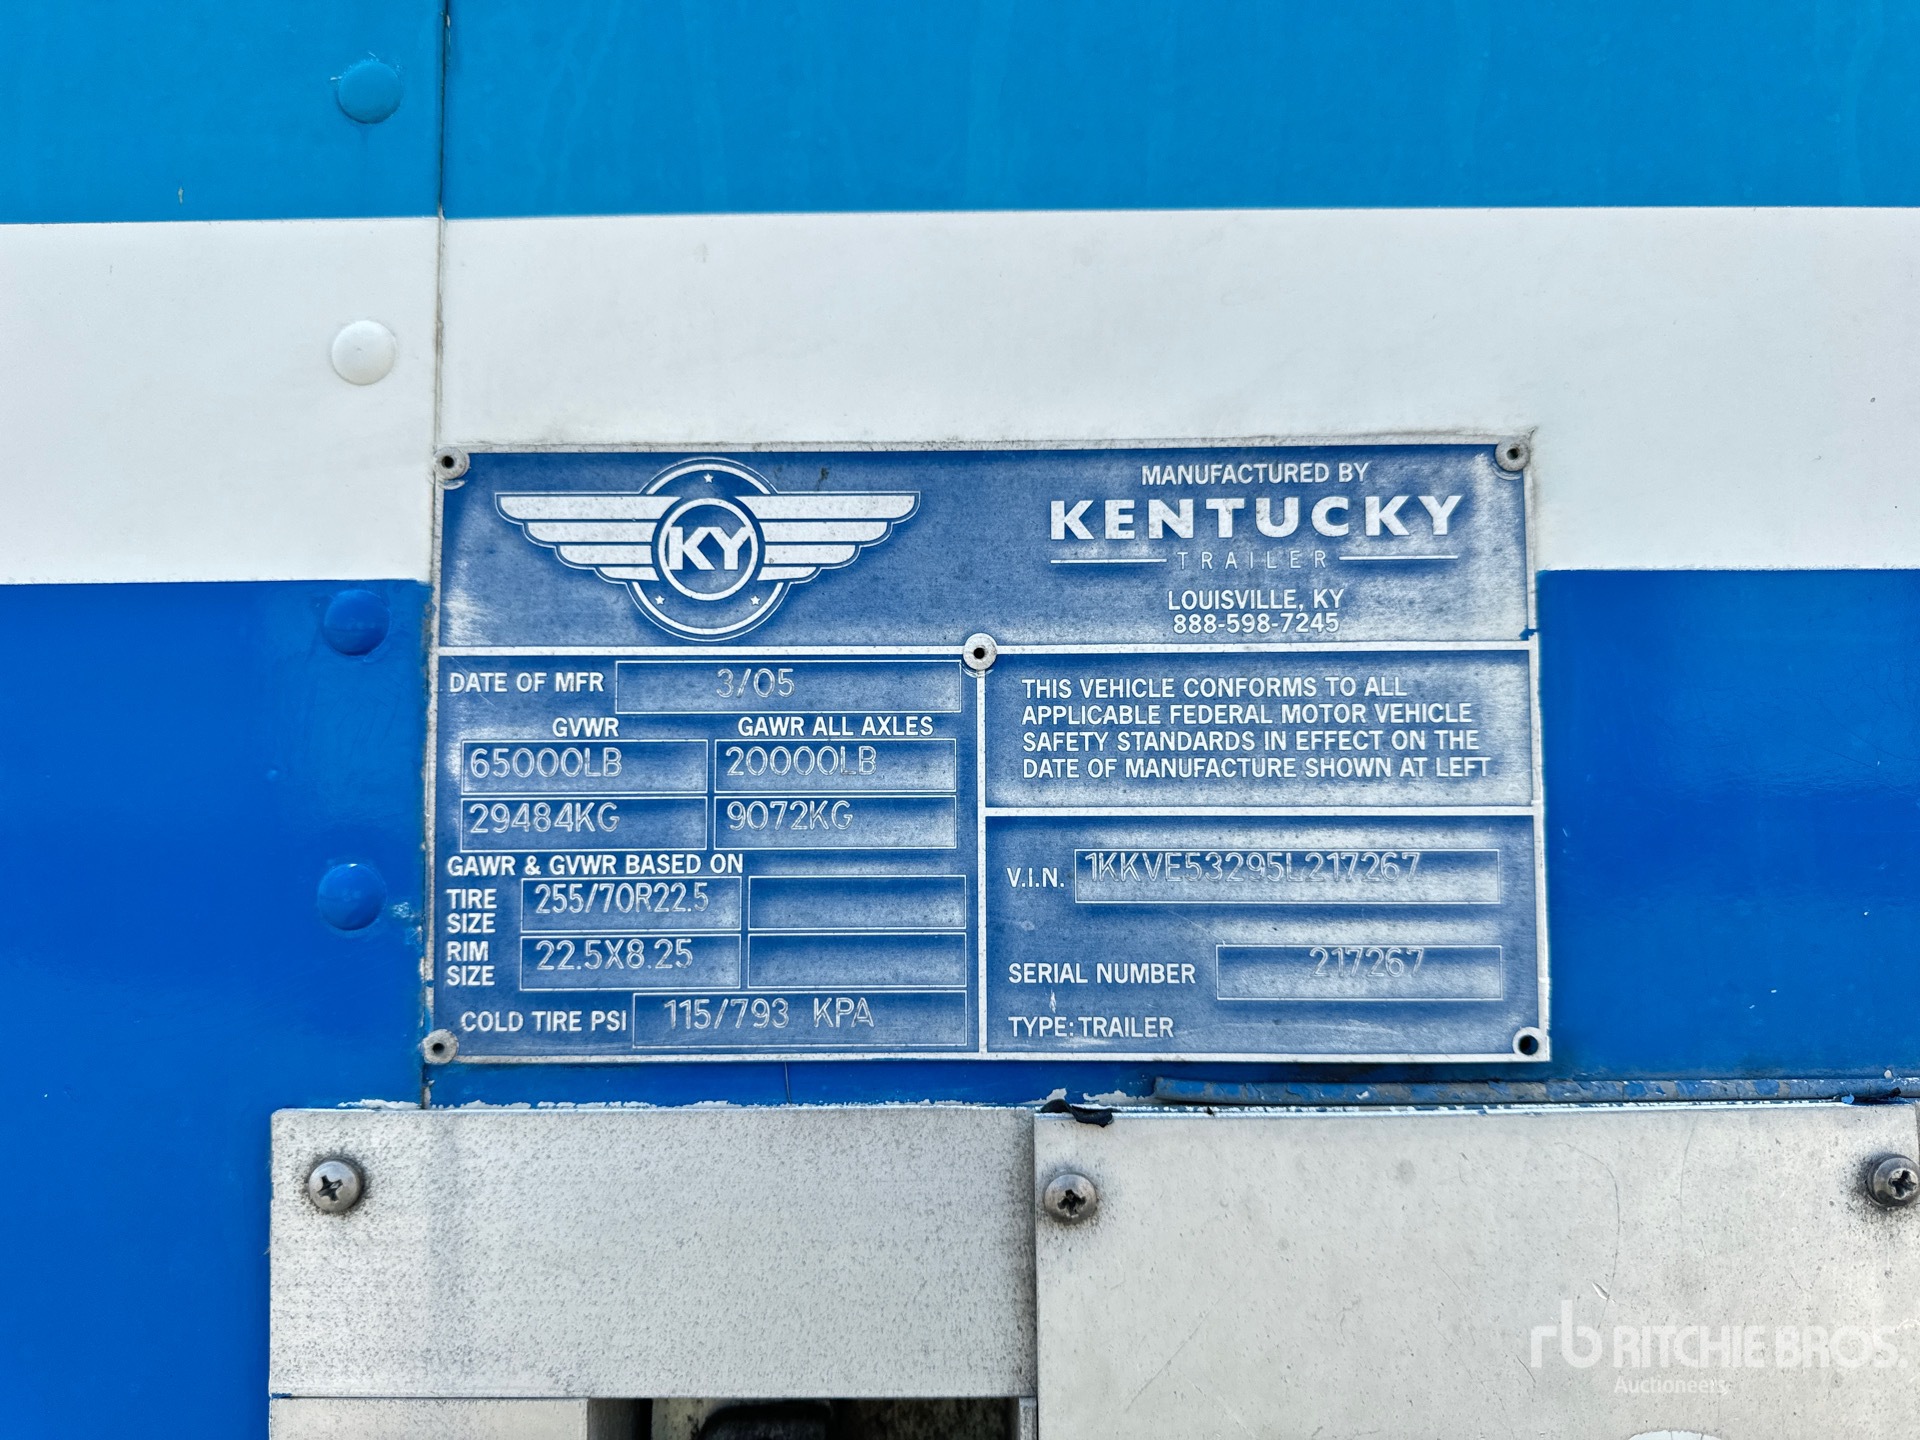 KY
MANUFACTURED BY
KENTUCKY
TRAILER
LOUISVILLE, KY
888-598-7245
DATE OF MFR 3/05
GVWR GAWR ALL AXLES
65000LB 20000LB
29484KG 9072KG
GAWR & GVWR BASED ON
TIRE SIZE 255/70R22.5
RIM SIZE 22.5X8.25
COLD TIRE PSI 115/793 KPA
THIS VEHICLE CONFORMS TO ALL
APPLICABLE FEDERAL MOTOR VEHICLE
SAFETY STANDARDS IN EFFECT ON THE
DATE OF MANUFACTURE SHOWN AT LEFT
V.I.N. 1KKVE53295L217267
SERIAL NUMBER 217267
TYPE: TRAILER
rb RITCHIE BROS.
Auctioneers